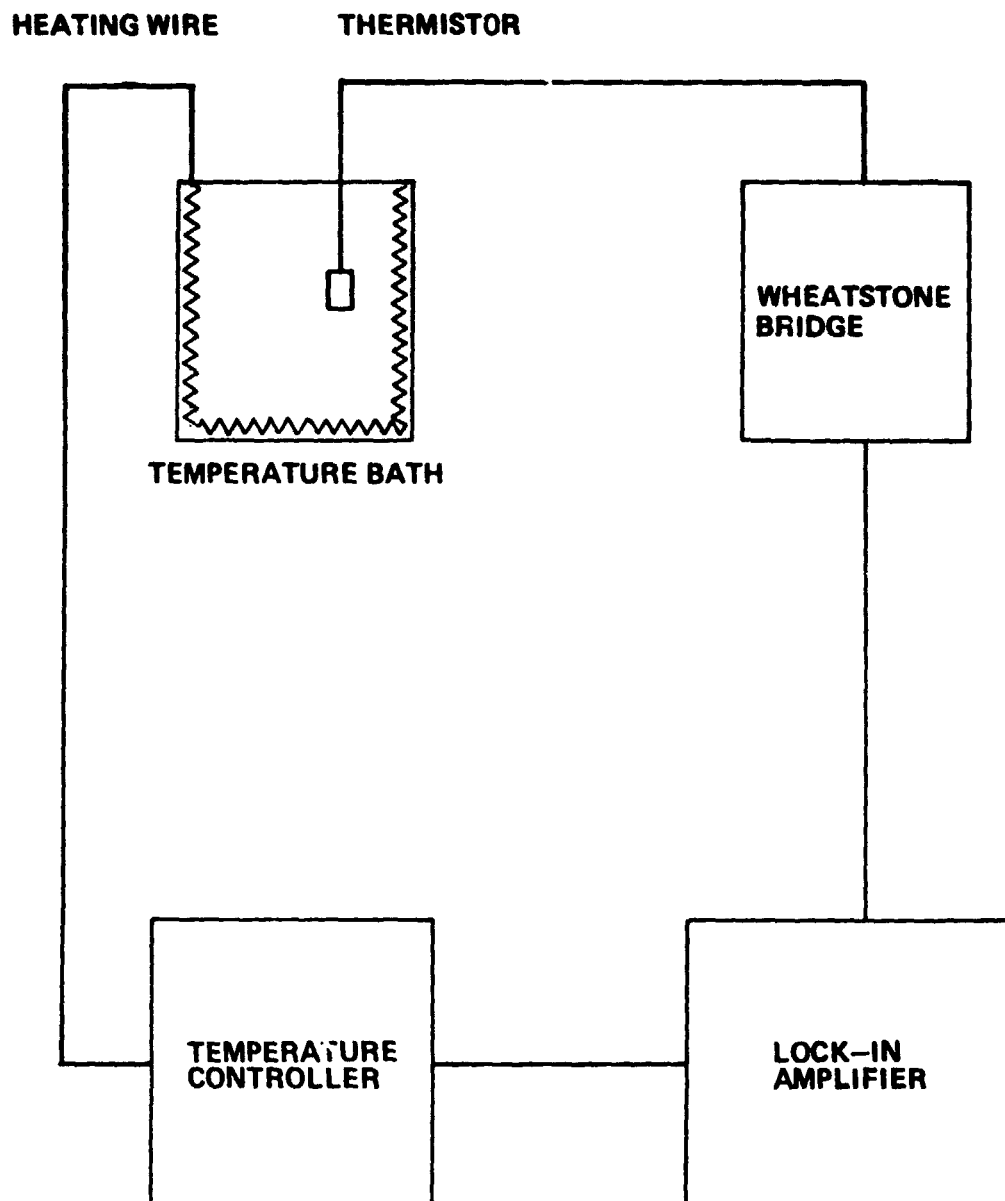 HEATING WIRE THERMISTOR
WHEATSTONE
BRIDGE
TEMPERATURE BATH
TEMPERATURE
CONTROLLER
LOCK-IN
AMPLIFIER